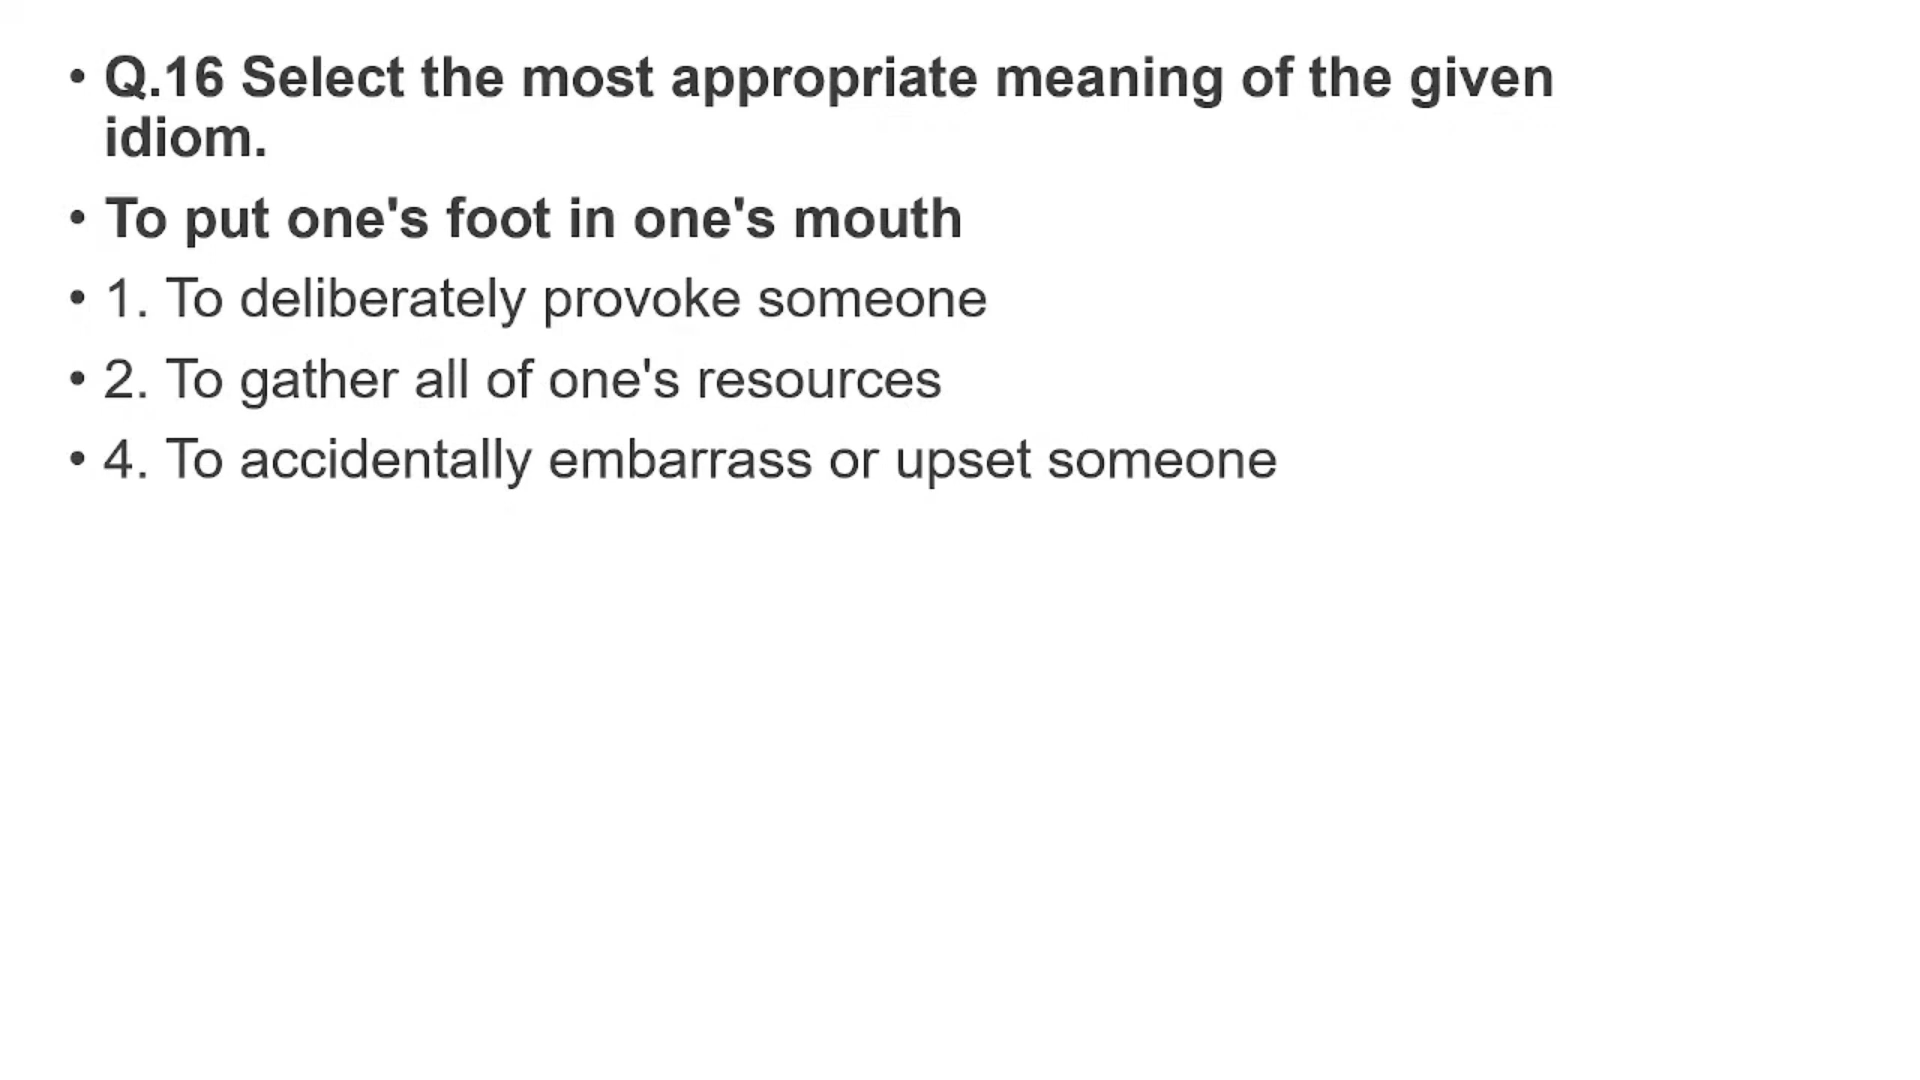 • Q.16 Select the most appropriate meaning of the given
idiom.
• To put one's foot in one's mouth
• 1. To deliberately provoke someone
• 2. To gather all of one's resources
• 4. To accidentally embarrass or upset someone